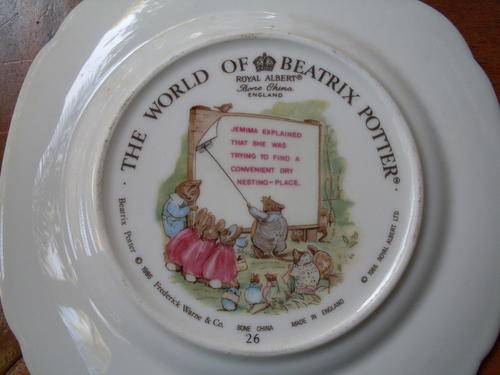 · THE WORLD OF BEATRIX POTTER® ·
ROYAL ALBERT®
Bone China
ENGLAND
JEMIMA EXPLAINED
THAT SHE WAS
TRYING TO FIND A
CONVENIENT DRY
NESTING-PLACE.
Beatrix Potter © 1986 Frederick Warne & Co.
BONE CHINA MADE IN ENGLAND
© 1986 ROYAL ALBERT LTD
26